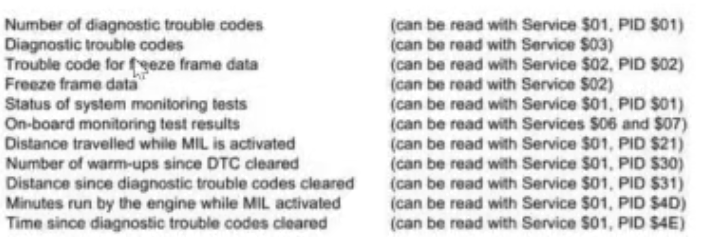 Number of diagnostic trouble codes (can be read with Service $01, PID $01)
Diagnostic trouble codes (can be read with Service $03)
Trouble code for freeze frame data (can be read with Service $02, PID $02)
Freeze frame data (can be read with Service $02)
Status of system monitoring tests (can be read with Service $01, PID $01)
On-board monitoring test results (can be read with Services $06 and $07)
Distance travelled while MIL is activated (can be read with Service $01, PID $21)
Number of warm-ups since DTC cleared (can be read with Service $01, PID $30)
Distance since diagnostic trouble codes cleared (can be read with Service $01, PID $31)
Minutes run by the engine while MIL activated (can be read with Service $01, PID $4D)
Time since diagnostic trouble codes cleared (can be read with Service $01, PID $4E)